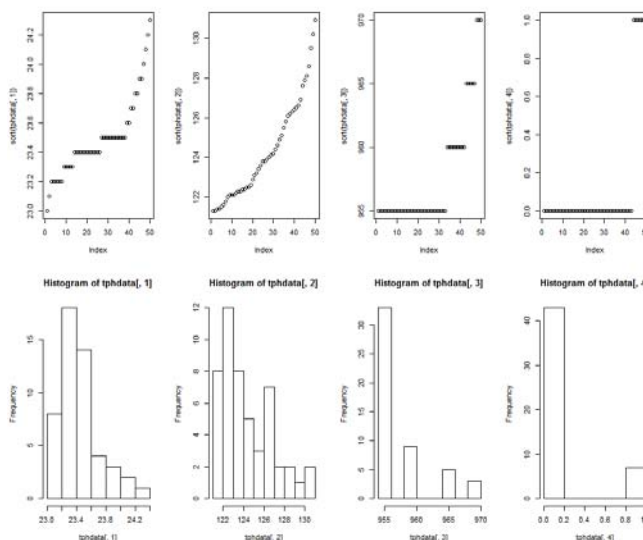 sort(tphdata[, 1])
23.0 23.2 23.4 23.6 23.8 24.0 24.2
0 10 20 30 40 50
Index
sort(tphdata[, 2])
122 124 126 128 130
0 10 20 30 40 50
Index
sort(tphdata[, 3])
955 960 965 970
0 10 20 30 40 50
Index
sort(tphdata[, 4])
0.0 0.2 0.4 0.6 0.8 1.0
0 10 20 30 40 50
Index
Histogram of tphdata[, 1]
Frequency
0 5 10 15
23.0 23.4 23.8 24.2
tphdata[, 1]
Histogram of tphdata[, 2]
Frequency
0 2 4 6 8 10 12
122 124 126 128 130
tphdata[, 2]
Histogram of tphdata[, 3]
Frequency
0 5 10 15 20 25 30
955 960 965 970
tphdata[, 3]
Histogram of tphdata[, 4
Frequency
0 10 20 30 40
0.0 0.2 0.4 0.6 0.8
tphdata[, 4]